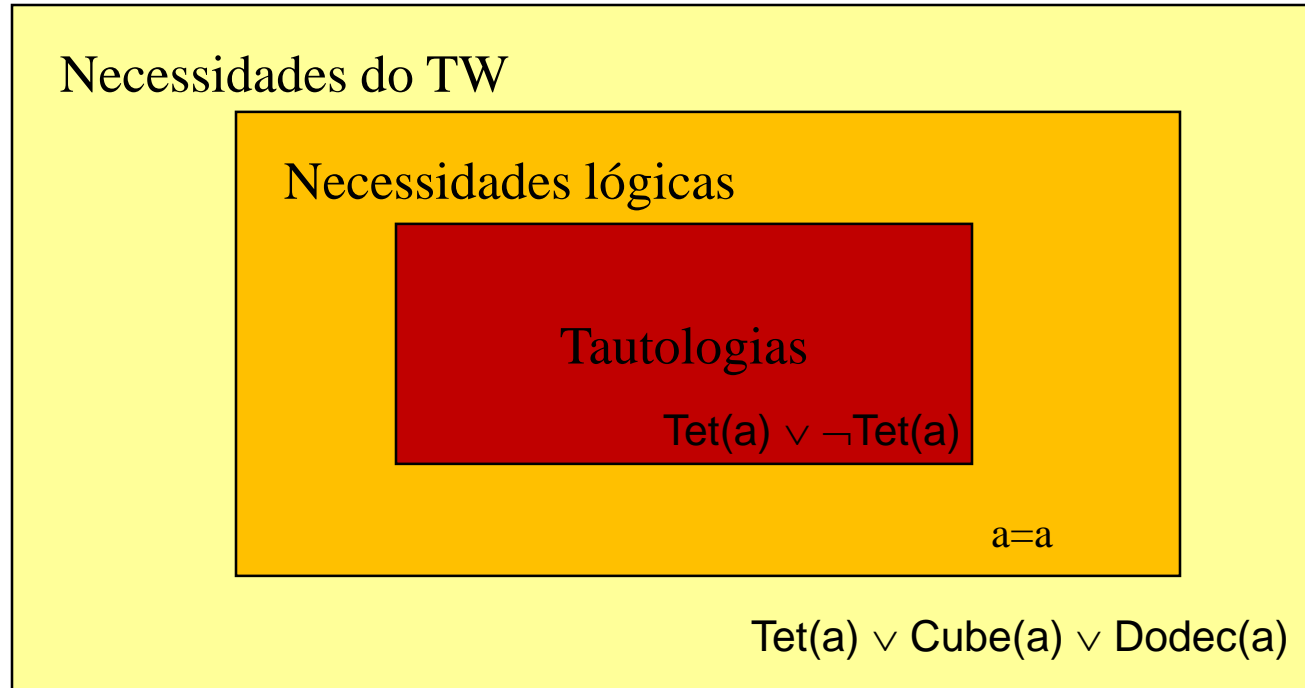 Necessidades do TW
Necessidades lógicas
Tautologias
Tet(a) ∨ ¬Tet(a)
a=a
Tet(a) ∨ Cube(a) ∨ Dodec(a)